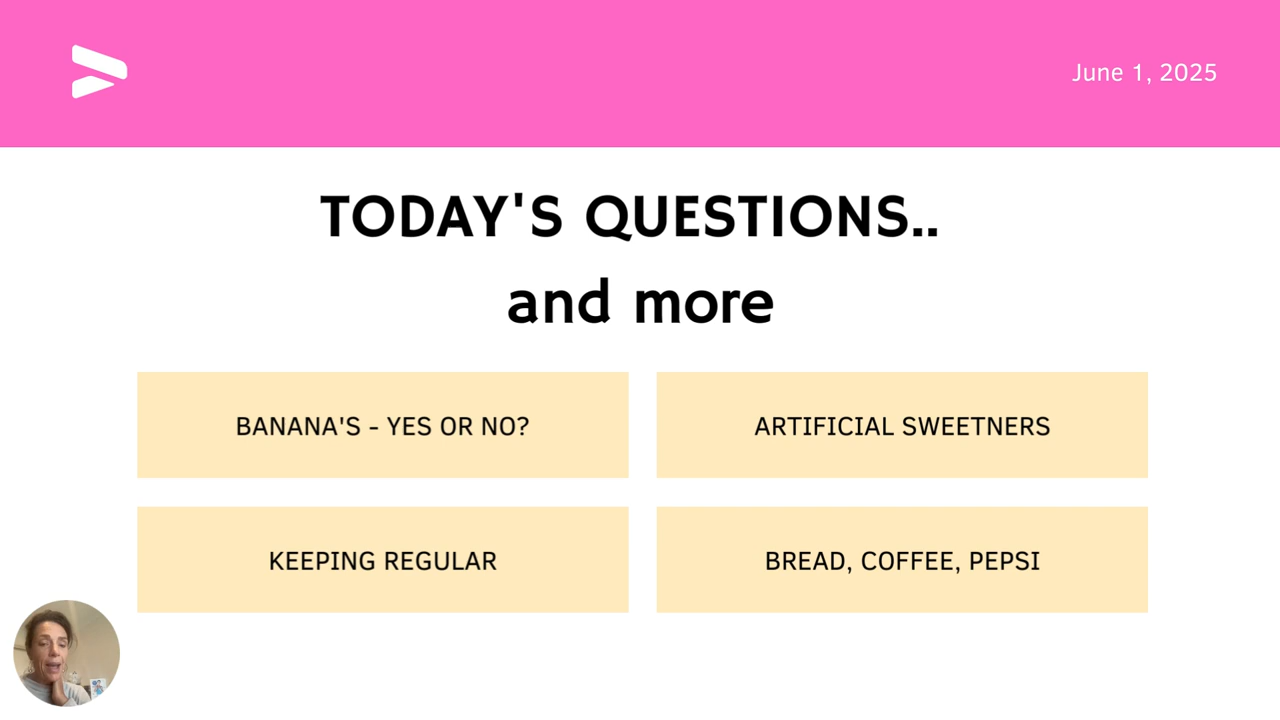 June 1, 2025
TODAY'S QUESTIONS..
and more
BANANA'S - YES OR NO?
ARTIFICIAL SWEETNERS
KEEPING REGULAR
BREAD, COFFEE, PEPSI